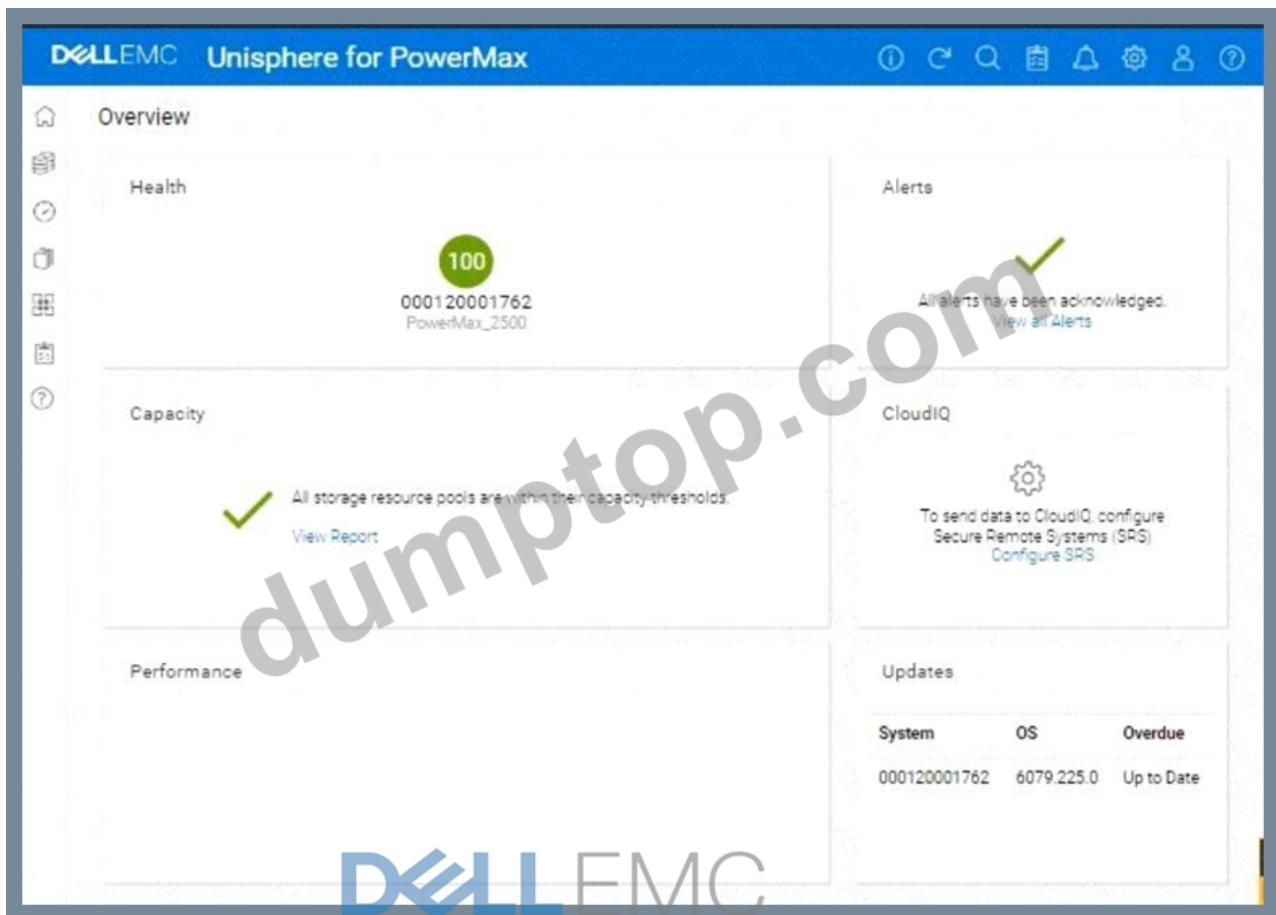 DELLEMC Unisphere for PowerMax
Overview
Health
100
000120001762
PowerMax_2500
Alerts
All alerts have been acknowledged.
View all Alerts
Capacity
All storage resource pools are within their capacity thresholds.
View Report
CloudIQ
To send data to CloudIQ, configure
Secure Remote Systems (SRS)
Configure SRS
Performance
Updates
System OS Overdue
000120001762 6079.225.0 Up to Date
dumptop.com
DELLEMC